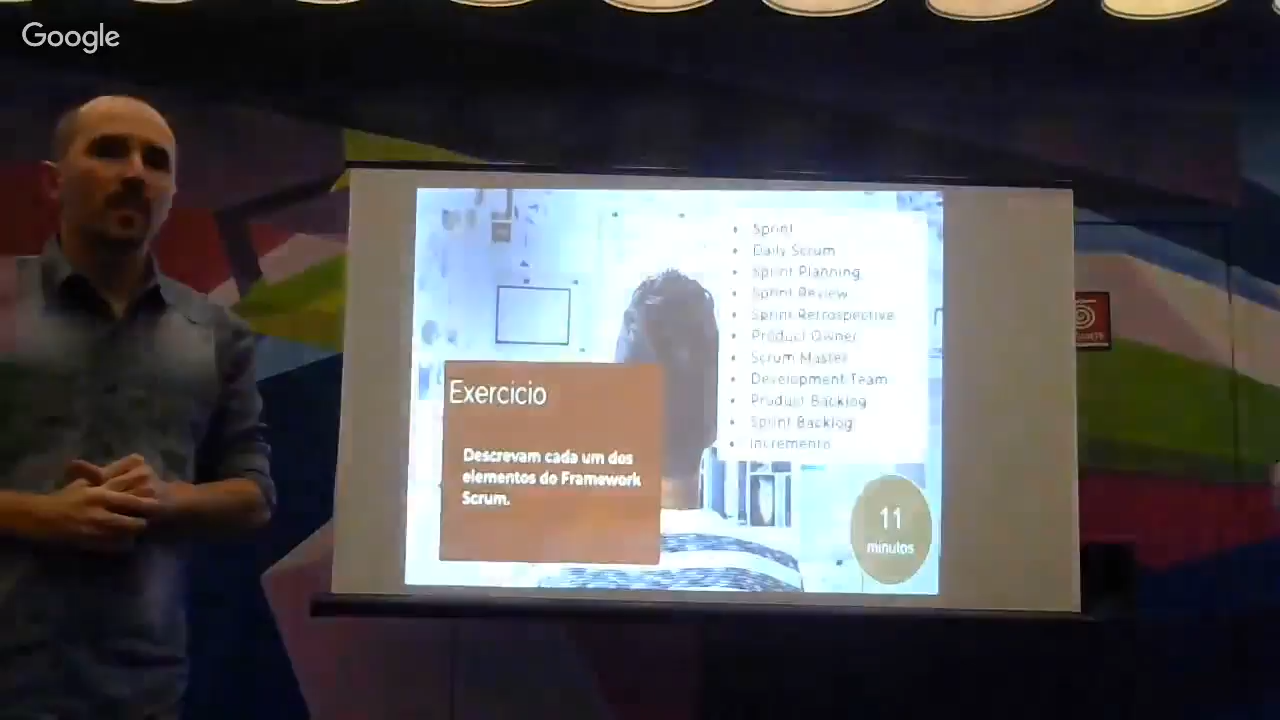 Google
Sprint
Daily Scrum
Sprint Planning
Sprint Review
Sprint Retrospective
Product Owner
Scrum Master
Development Team
Product Backlog
Sprint Backlog
Incremento
Exercicio
Descrevam cada um dos
elementos do Framework
Scrum.
11
minutos